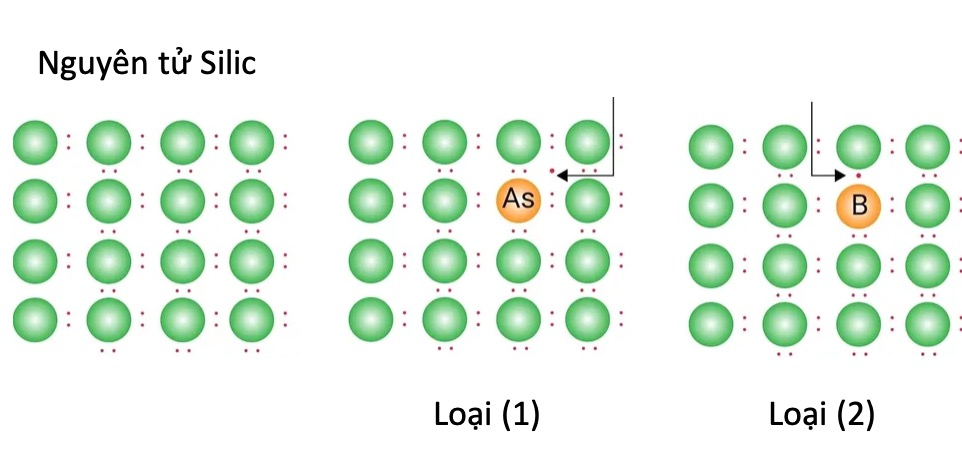 Nguyên tử Silic
As
B
Loại (1)
Loại (2)